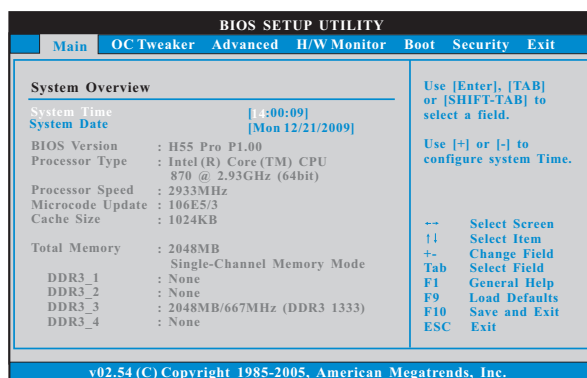 BIOS SETUP UTILITY
Main OC Tweaker Advanced H/W Monitor Boot Security Exit
System Overview
System Time [14:00:09]
System Date [Mon 12/21/2009]
BIOS Version : H55 Pro P1.00
Processor Type : Intel (R) Core (TM) CPU
870 @ 2.93GHz (64bit)
Processor Speed : 2933MHz
Microcode Update : 106E5/3
Cache Size : 1024KB
Total Memory : 2048MB
Single-Channel Memory Mode
DDR3_1 : None
DDR3_2 : None
DDR3_3 : 2048MB/667MHz (DDR3 1333)
DDR3_4 : None
Use [Enter], [TAB]
or [SHIFT-TAB] to
select a field.
Use [+] or [-] to
configure system Time.
←→ Select Screen
↑↓ Select Item
+- Change Field
Tab Select Field
F1 General Help
F9 Load Defaults
F10 Save and Exit
ESC Exit
v02.54 (C) Copyright 1985-2005, American Megatrends, Inc.